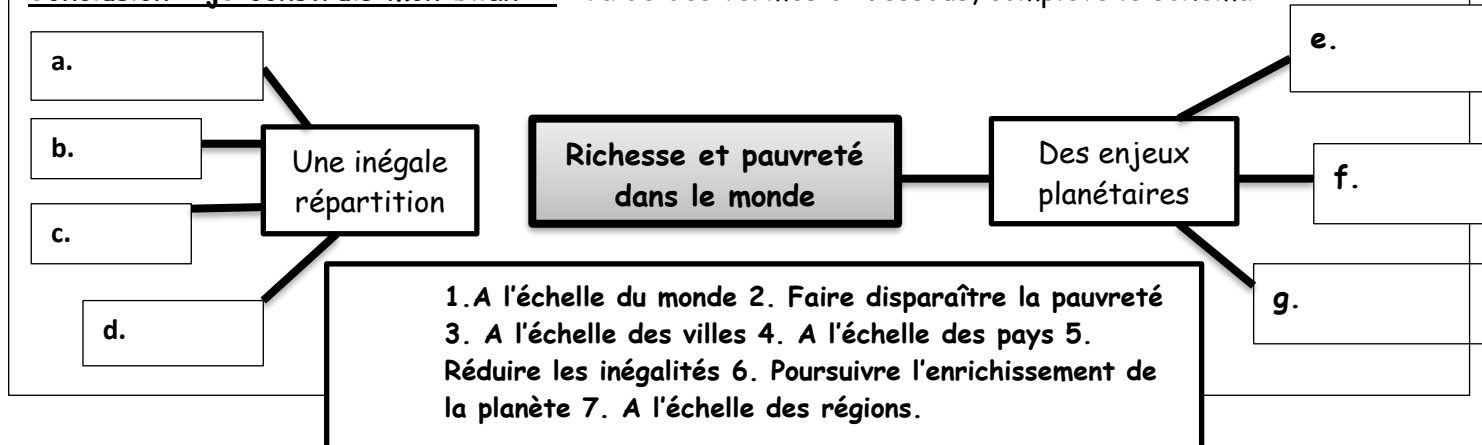 a.
b.
c.
d.
Une inégale
répartition
Richesse et pauvreté
dans le monde
Des enjeux
planétaires
e.
f.
g.
1.A l'échelle du monde 2. Faire disparaître la pauvreté
3. A l'échelle des villes 4. A l'échelle des pays 5.
Réduire les inégalités 6. Poursuivre l'enrichissement de
la planète 7. A l'échelle des régions.